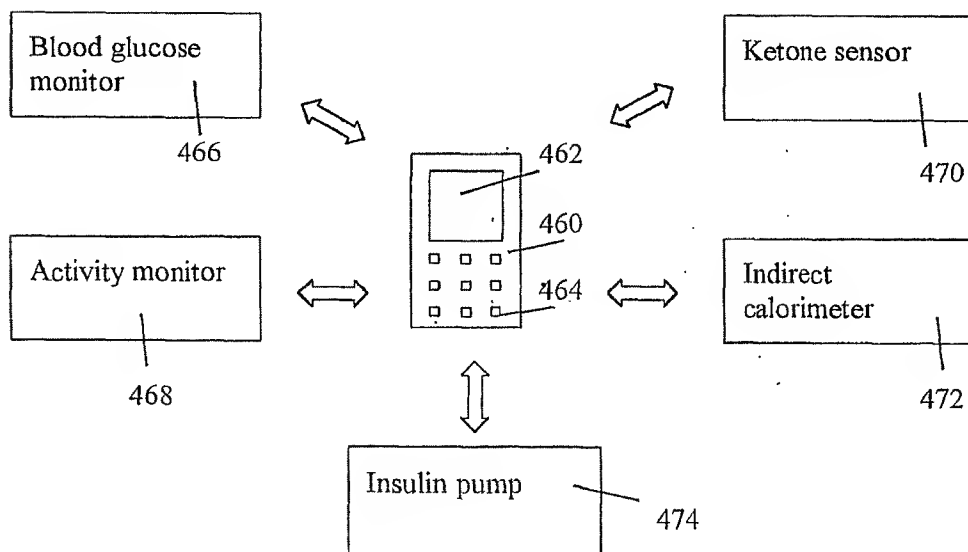 Blood glucose
monitor
466
Ketone sensor
470
462
460
464
Activity monitor
468
Indirect
calorimeter
472
Insulin pump
474